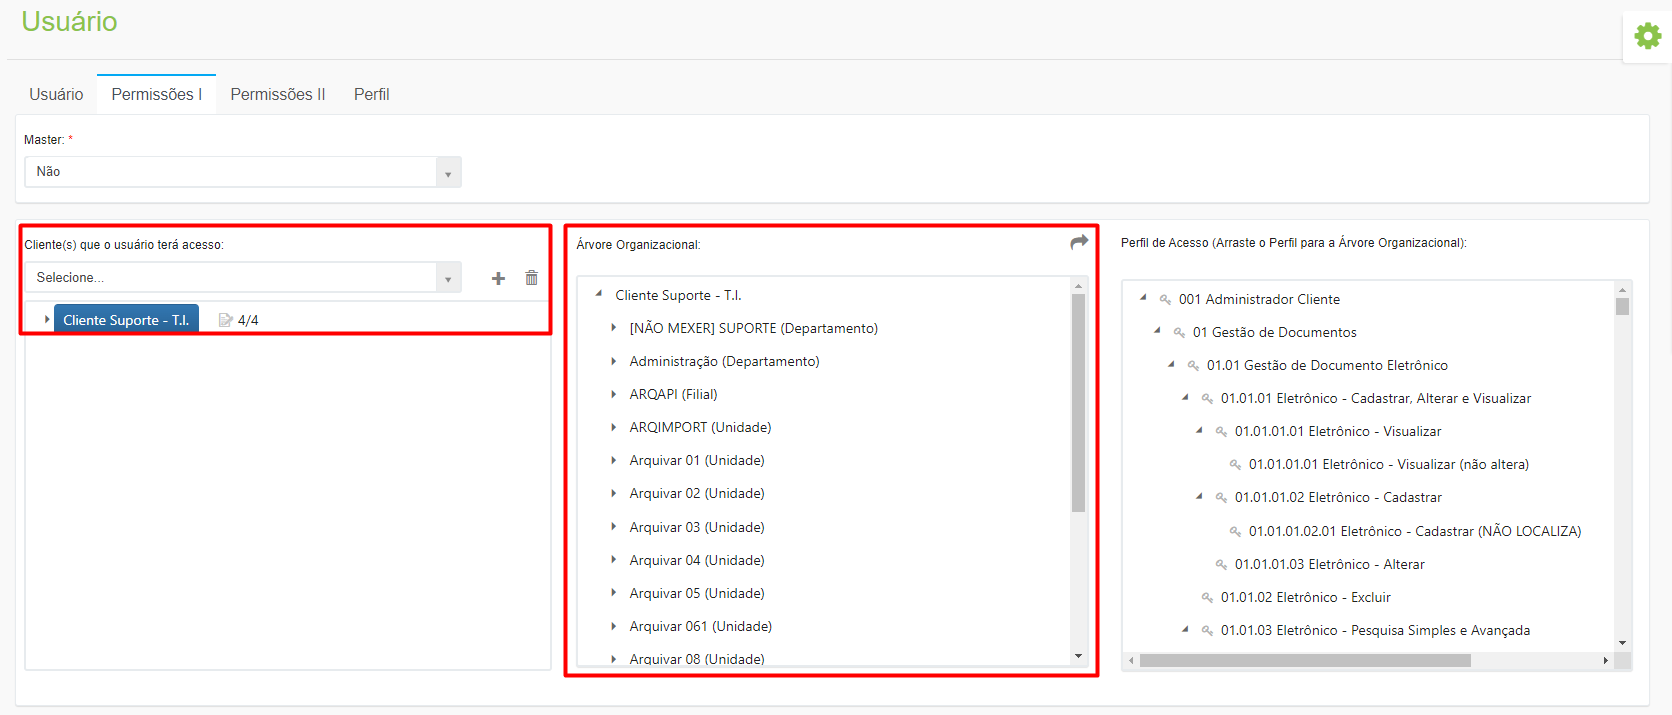 Usuário
Usuário
Permissões I
Permissões II
Perfil
Master: *
Não
Cliente(s) que o usuário terá acesso:
Selecione...
Cliente Suporte - T.I.
4/4
Árvore Organizacional:
Cliente Suporte - T.I.
[NÃO MEXER] SUPORTE (Departamento)
Administração (Departamento)
ARQAPI (Filial)
ARQIMPORT (Unidade)
Arquivar 01 (Unidade)
Arquivar 02 (Unidade)
Arquivar 03 (Unidade)
Arquivar 04 (Unidade)
Arquivar 05 (Unidade)
Arquivar 061 (Unidade)
Arquivar 08 (Unidade)
Perfil de Acesso (Arraste o Perfil para a Árvore Organizacional):
001 Administrador Cliente
01 Gestão de Documentos
01.01 Gestão de Documento Eletrônico
01.01.01 Eletrônico - Cadastrar, Alterar e Visualizar
01.01.01.01 Eletrônico - Visualizar
01.01.01.01 Eletrônico - Visualizar (não altera)
01.01.01.02 Eletrônico - Cadastrar
01.01.01.02.01 Eletrônico - Cadastrar (NÃO LOCALIZA)
01.01.01.03 Eletrônico - Alterar
01.01.02 Eletrônico - Excluir
01.01.03 Eletrônico - Pesquisa Simples e Avançada